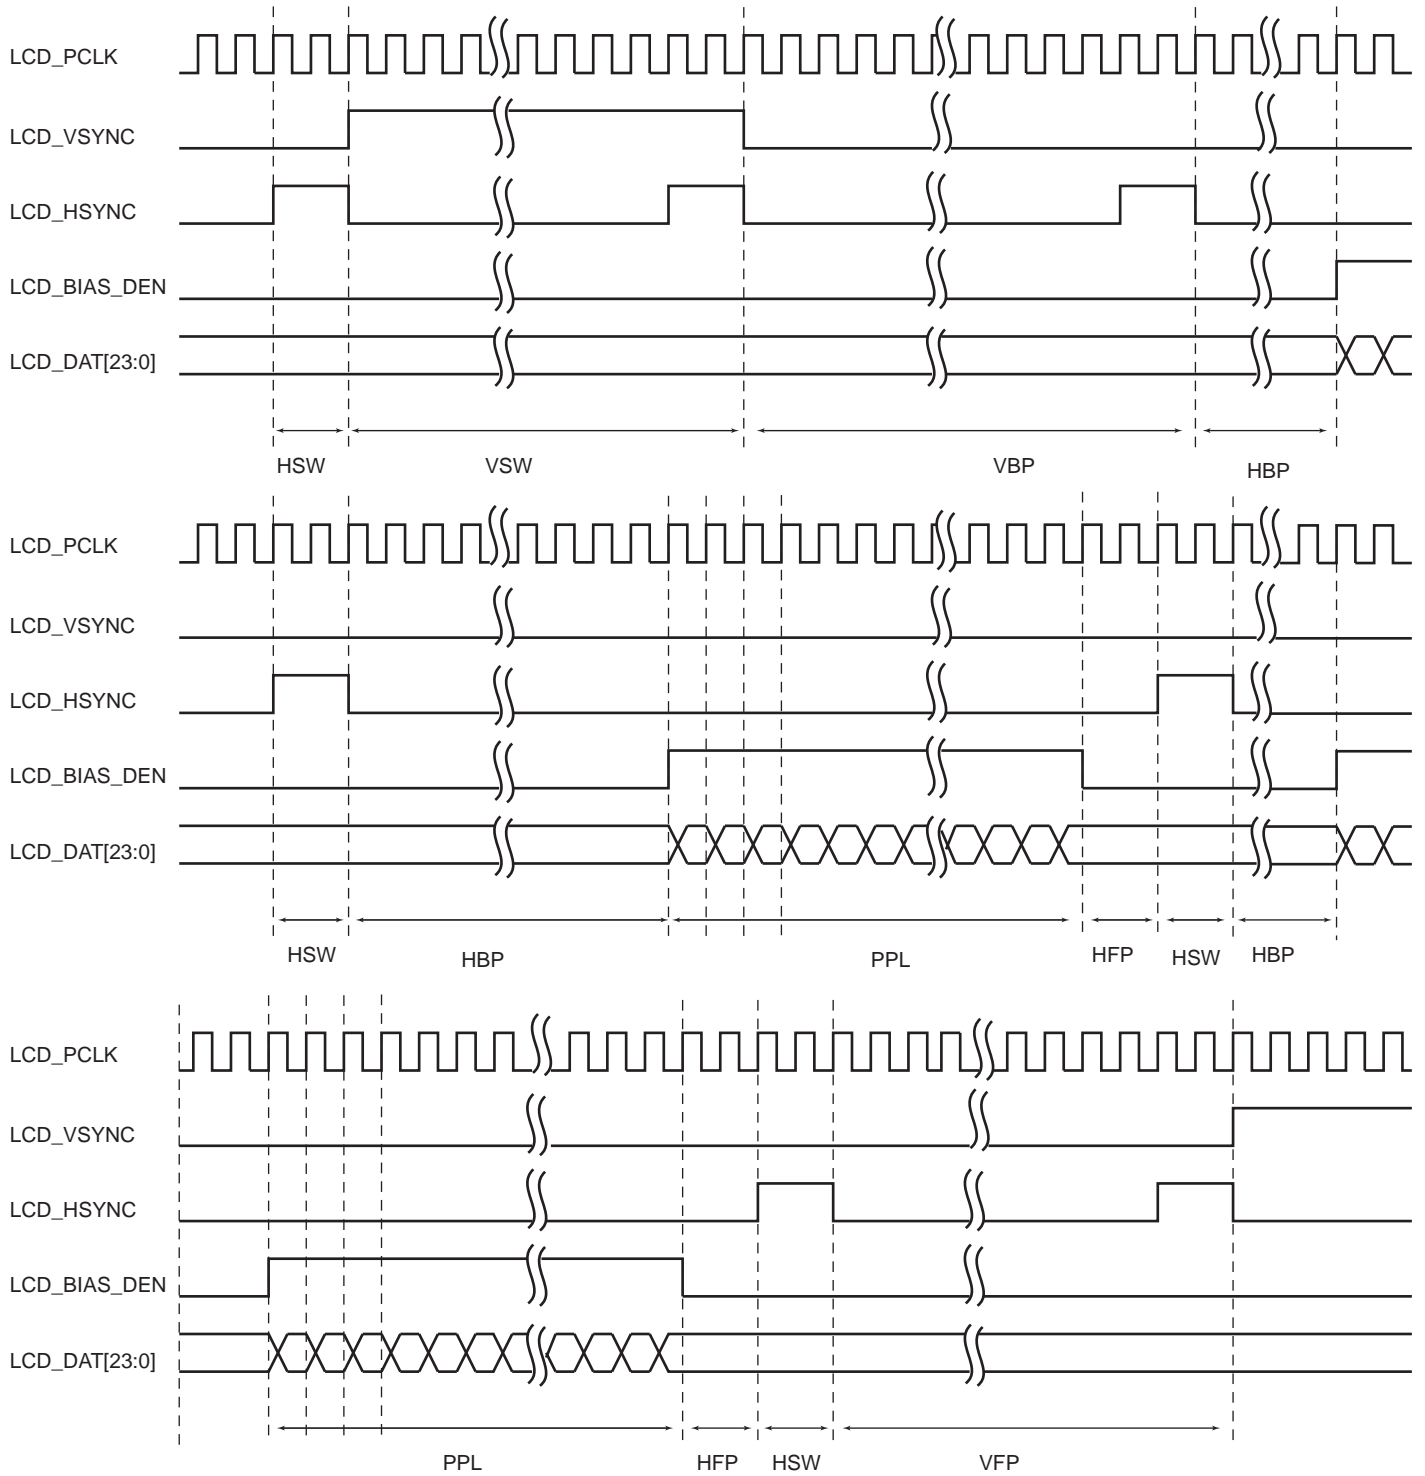 LCD_PCLK
LCD_VSYNC
LCD_HSYNC
LCD_BIAS_DEN
LCD_DAT[23:0]
HSW VSW VBP HBP
LCD_PCLK
LCD_VSYNC
LCD_HSYNC
LCD_BIAS_DEN
LCD_DAT[23:0]
HSW HBP PPL HFP HSW HBP
LCD_PCLK
LCD_VSYNC
LCD_HSYNC
LCD_BIAS_DEN
LCD_DAT[23:0]
PPL HFP HSW VFP